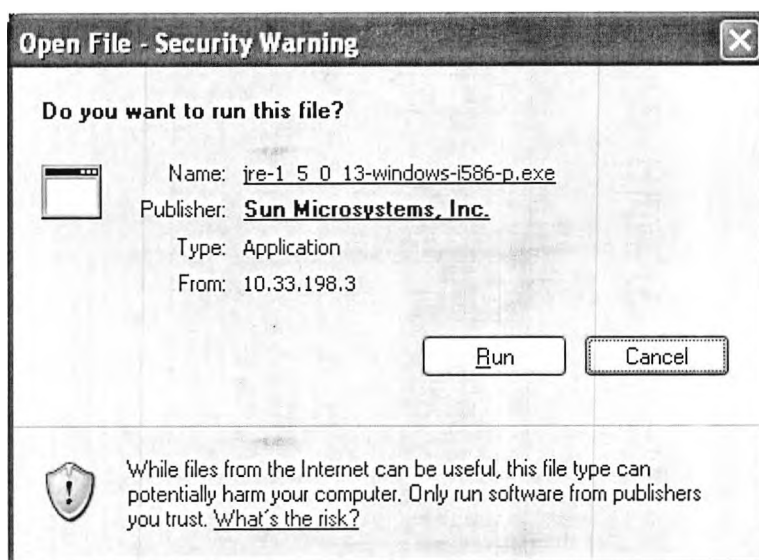 Open File - Security Warning
Do you want to run this file?
Name: jre-1_5_0_13-windows-i586-p.exe
Publisher: Sun Microsystems, Inc.
Type: Application
From: 10.33.198.3
Run
Cancel
While files from the Internet can be useful, this file type can
potentially harm your computer. Only run software from publishers
you trust. What's the risk?